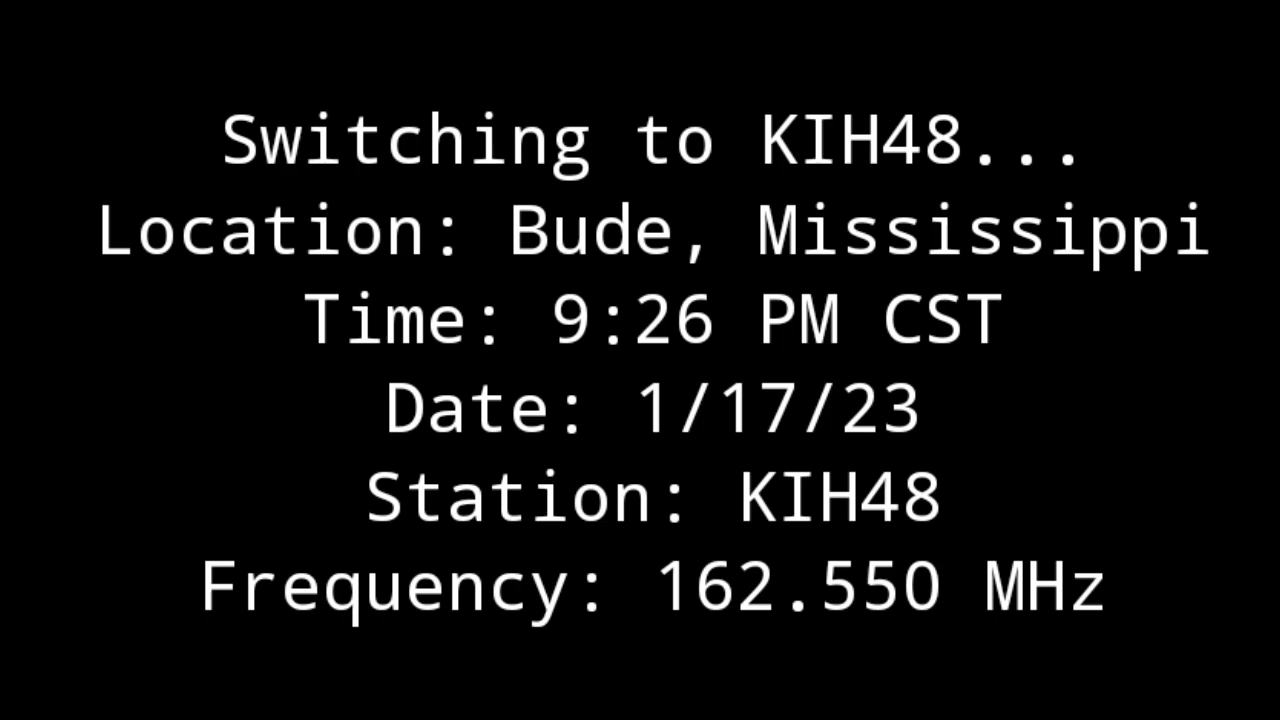 Switching to KIH48...
Location: Bude, Mississippi
Time: 9:26 PM CST
Date: 1/17/23
Station: KIH48
Frequency: 162.550 MHz